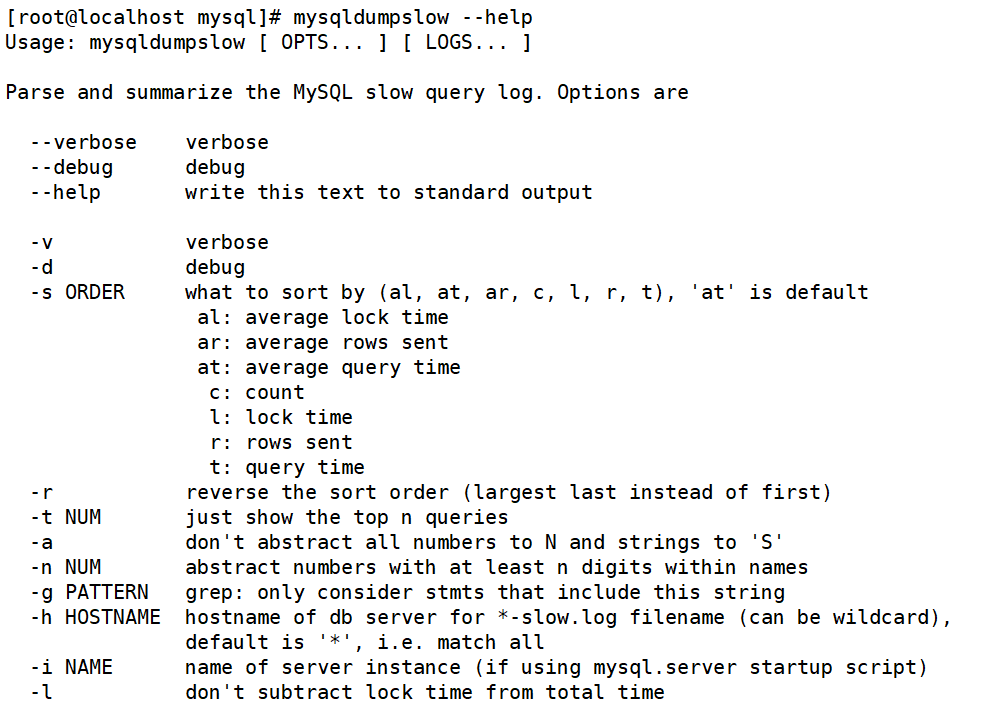 [root@localhost mysql]# mysqldumpslow --help
Usage: mysqldumpslow [ OPTS... ] [ LOGS... ]
Parse and summarize the MySQL slow query log. Options are
--verbose    verbose
--debug      debug
--help       write this text to standard output
-v           verbose
-d           debug
-s ORDER     what to sort by (al, at, ar, c, l, r, t), 'at' is default
al: average lock time
ar: average rows sent
at: average query time
c: count
l: lock time
r: rows sent
t: query time
-r           reverse the sort order (largest last instead of first)
-t NUM       just show the top n queries
-a           don't abstract all numbers to N and strings to 'S'
-n NUM       abstract numbers with at least n digits within names
-g PATTERN   grep: only consider stmts that include this string
-h HOSTNAME  hostname of db server for *-slow.log filename (can be wildcard),
default is '*', i.e. match all
-i NAME      name of server instance (if using mysql.server startup script)
-l           don't subtract lock time from total time